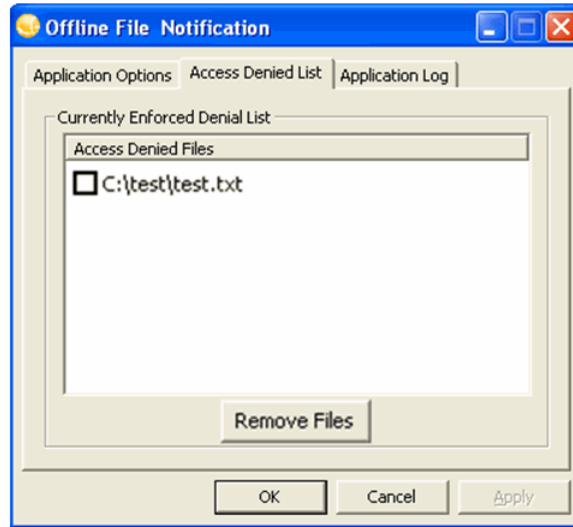 Offline File Notification
Application Options Access Denied List Application Log
Currently Enforced Denial List
Access Denied Files
C:\test\test.txt
Remove Files
OK Cancel Apply